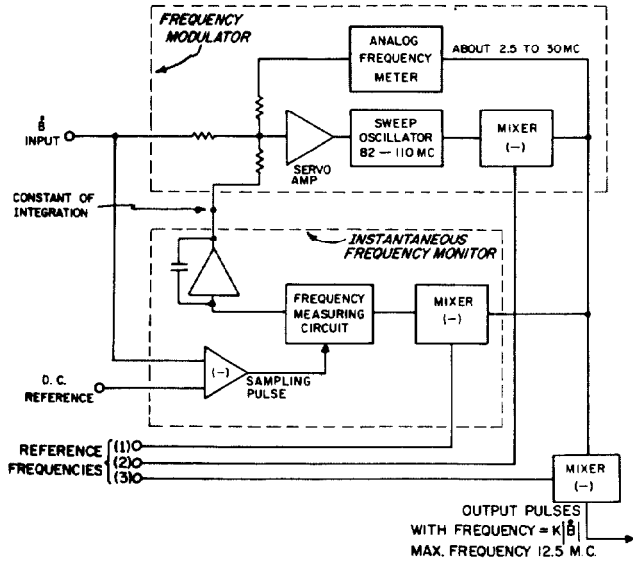 FREQUENCY
MODULATOR
ANALOG
FREQUENCY
METER
ABOUT 2.5 TO 30 MC
Ḃ
INPUT
SERVO
AMP
SWEEP
OSCILLATOR
82 — 110 MC
MIXER
(-)
CONSTANT OF
INTEGRATION
INSTANTANEOUS
FREQUENCY MONITOR
FREQUENCY
MEASURING
CIRCUIT
MIXER
(-)
(-)
SAMPLING
PULSE
D. C.
REFERENCE
REFERENCE
FREQUENCIES
(1)
(2)
(3)
MIXER
(-)
OUTPUT PULSES
WITH FREQUENCY = K|Ḃ|
MAX. FREQUENCY 12.5 M.C.